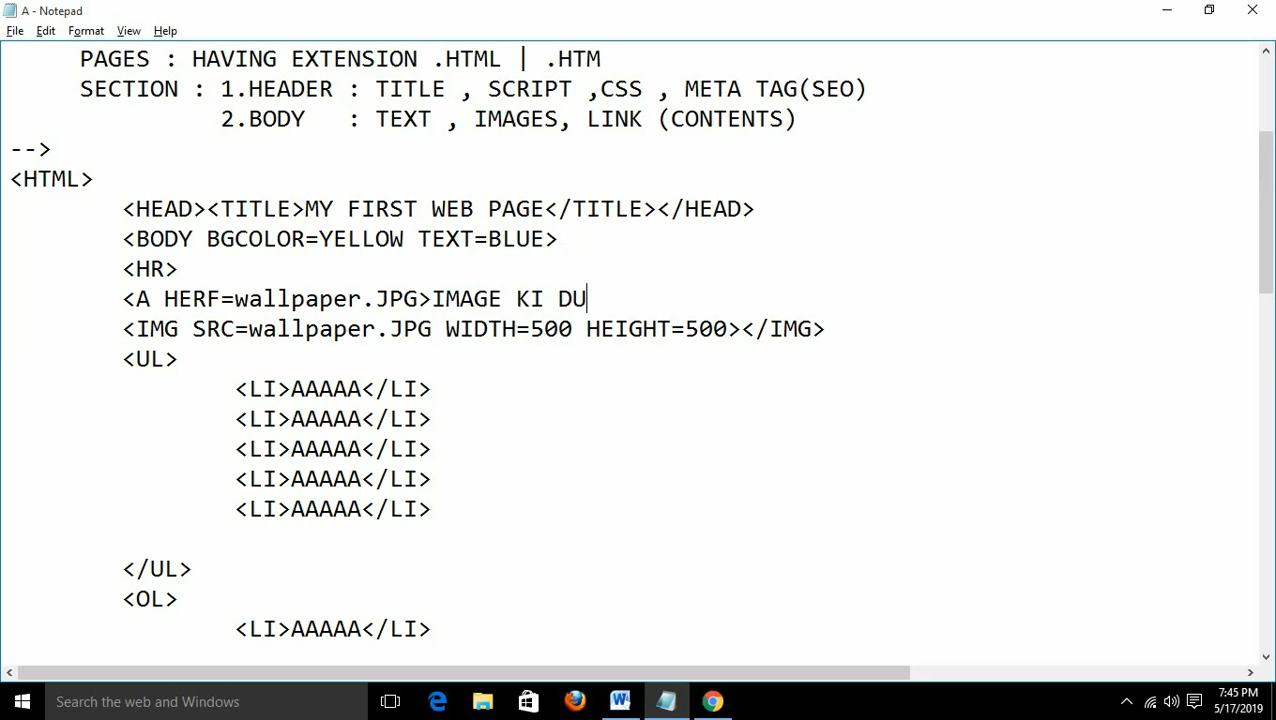 A - Notepad
File Edit Format View Help
PAGES : HAVING EXTENSION .HTML | .HTM
SECTION : 1.HEADER : TITLE , SCRIPT ,CSS , META TAG(SEO)
2.BODY : TEXT , IMAGES, LINK (CONTENTS)
-->
<HTML>
<HEAD><TITLE>MY FIRST WEB PAGE</TITLE></HEAD>
<BODY BGCOLOR=YELLOW TEXT=BLUE>
<HR>
<A HERF=wallpaper.JPG>IMAGE KI DU
<IMG SRC=wallpaper.JPG WIDTH=500 HEIGHT=500></IMG>
<UL>
<LI>AAAAA</LI>
<LI>AAAAA</LI>
<LI>AAAAA</LI>
<LI>AAAAA</LI>
<LI>AAAAA</LI>
</UL>
<OL>
<LI>AAAAA</LI>
Search the web and Windows
7:45 PM
5/17/2019